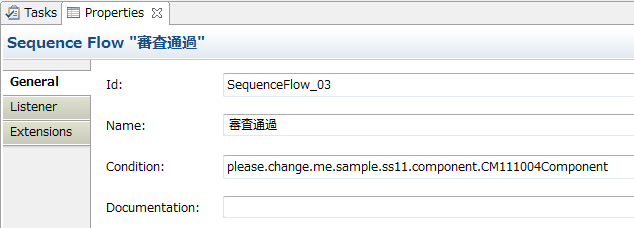 Tasks Properties
Sequence Flow "審査通過"
General
Listener
Extensions
Id: SequenceFlow_03
Name: 審査通過
Condition: please.change.me.sample.ss11.component.CM111004Component
Documentation: